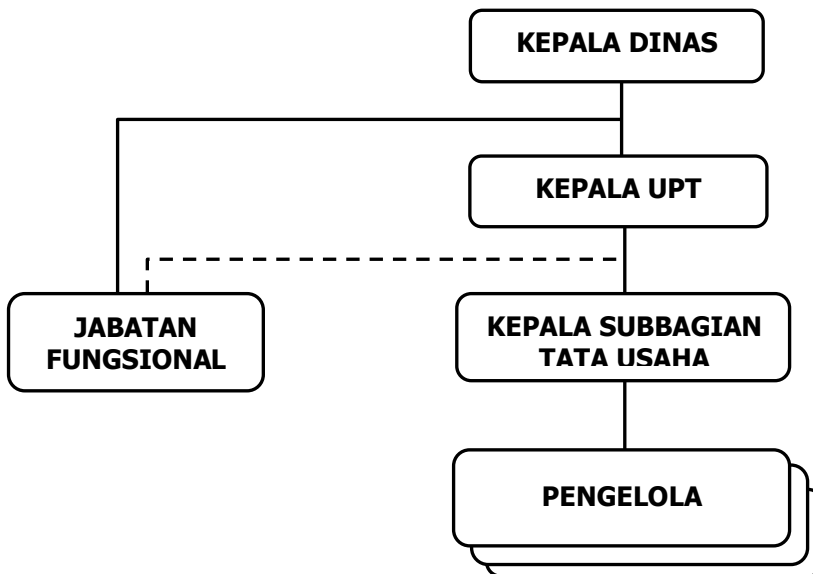 KEPALA DINAS
KEPALA UPT
JABATAN
FUNGSIONAL
KEPALA SUBBAGIAN
TATA USAHA
PENGELOLA